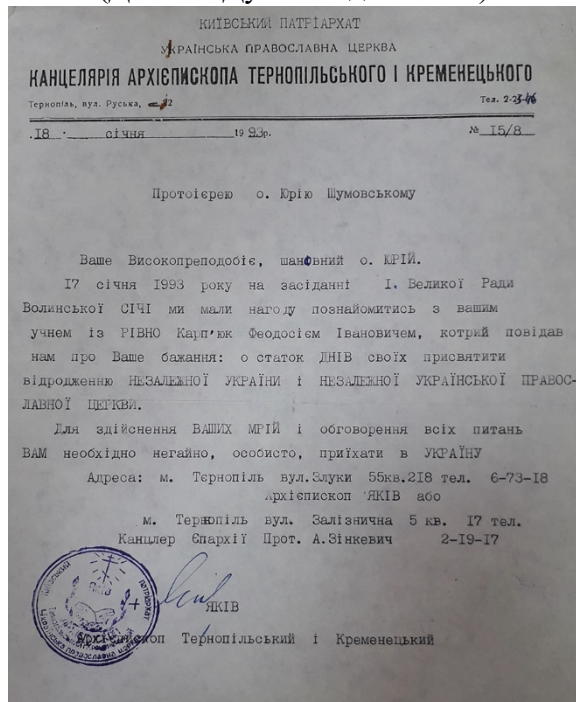 КИЇВСЬКИЙ ПАТРІАРХАТ
УКРАЇНСЬКА ПРАВОСЛАВНА ЦЕРКВА
КАНЦЕЛЯРІЯ АРХІЄПИСКОПА ТЕРНОПІЛЬСЬКОГО І КРЕМЕНЕЦЬКОГО
Тернопіль, вул. Руська, Тел.
18 січня 1993р. № 15/8
Протоієрею о. Юрію Шумовському
Ваше Високопреподобіє, шановний о. ЮРІЙ.
17 січня 1993 року на засіданні I. Великої Ради
Волинської СІЧІ ми мали нагоду познайомитись з вашим
учнем із РІВНО Карп'юк Феодосієм Івановичем, котрий повідав
нам про Ваше бажання: о статок ДНІВ своїх присвятити
відродженню НЕЗАЛЕЖНОЇ УКРАЇНИ і НЕЗАЛЕЖНОЇ УКРАЇНСЬКОЇ ПРАВОС-
ЛАВНОЇ ЦЕРКВИ.
Для здійснення ВАШИХ МРІЙ і обговорення всіх питань
ВАМ необхідно негайно, особисто, приїхати в УКРАЇНУ
Адреса: м. Тернопіль вул.Злуки 55кв.218 тел. 6-73-18
Архієпископ ЯКІВ або
м. Тернопіль вул. Залізнична 5 кв. 17 тел.
Канцлер Єпархії Прот. А.Зінкевич 2-19-17
ЯКІВ
Архієпископ Тернопільський і Кременецький